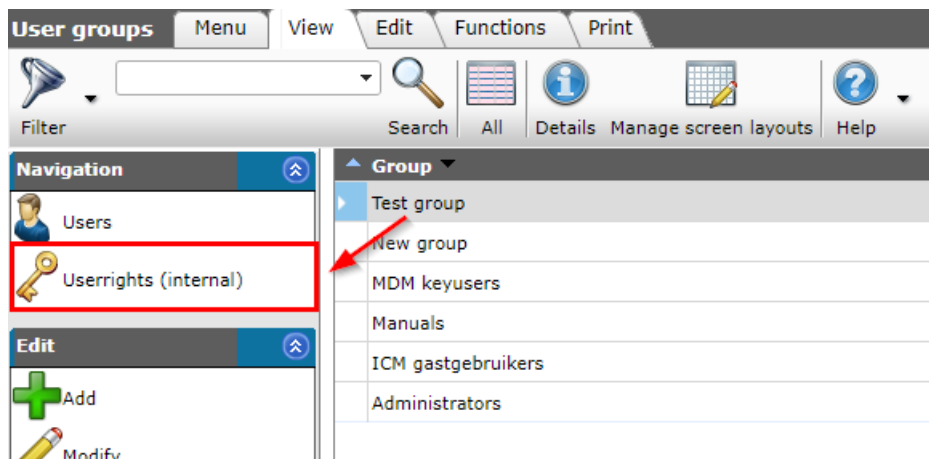 User groups Menu View Edit Functions Print
Filter Search All Details Manage screen layouts Help
Navigation
Users
Userrights (internal)
Edit
Add
Modify
Group
Test group
New group
MDM keyusers
Manuals
ICM gastgebruikers
Administrators